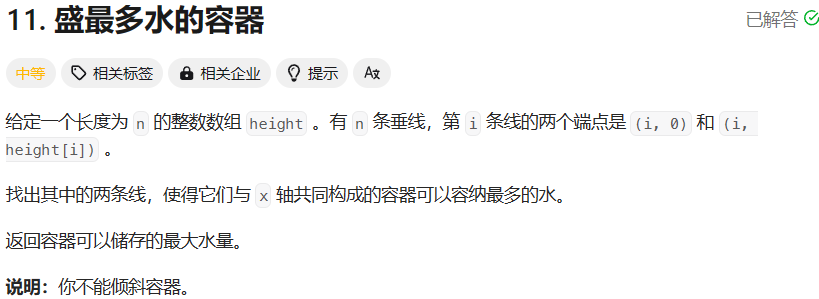 11. 盛最多水的容器
已解答
中等 相关标签 相关企业 提示
给定一个长度为 n 的整数数组 height 。有 n 条垂线，第 i 条线的两个端点是 (i, 0) 和 (i,
height[i]) 。
找出其中的两条线，使得它们与 x 轴共同构成的容器可以容纳最多的水。
返回容器可以储存的最大水量。
说明：你不能倾斜容器。